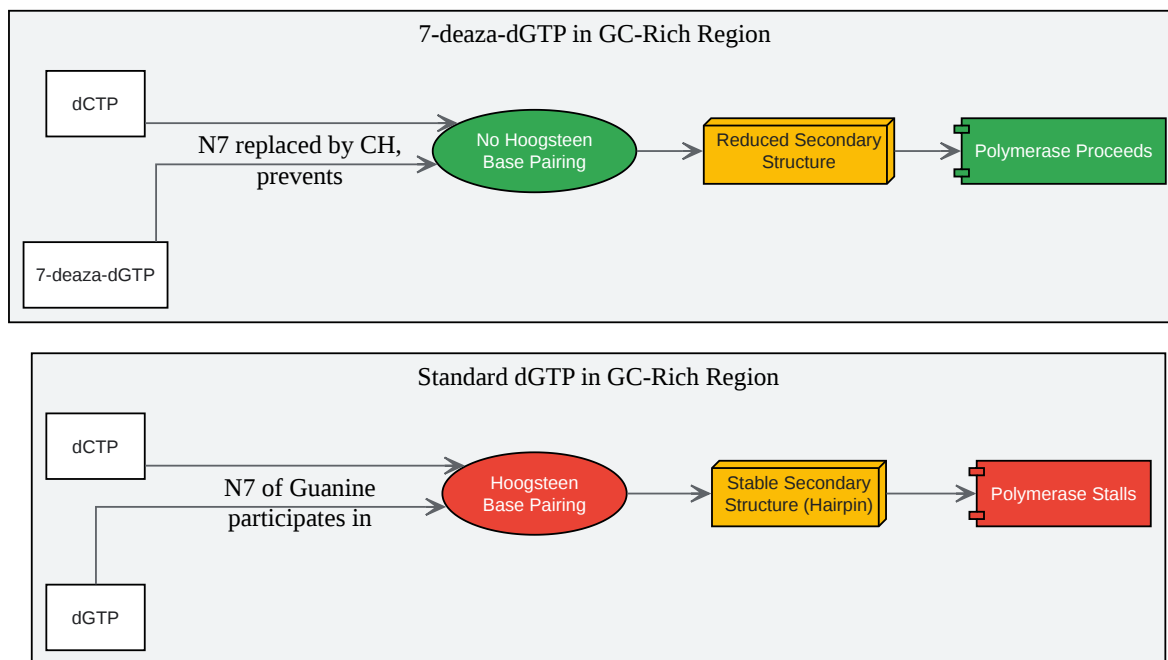 7-deaza-dGTP in GC-Rich Region
dCTP
N7 replaced by CH,
prevents
7-deaza-dGTP
No Hoogsteen
Base Pairing
Reduced Secondary
Structure
Polymerase Proceeds
Standard dGTP in GC-Rich Region
dCTP
N7 of Guanine
participates in
dGTP
Hoogsteen
Base Pairing
Stable Secondary
Structure (Hairpin)
Polymerase Stalls